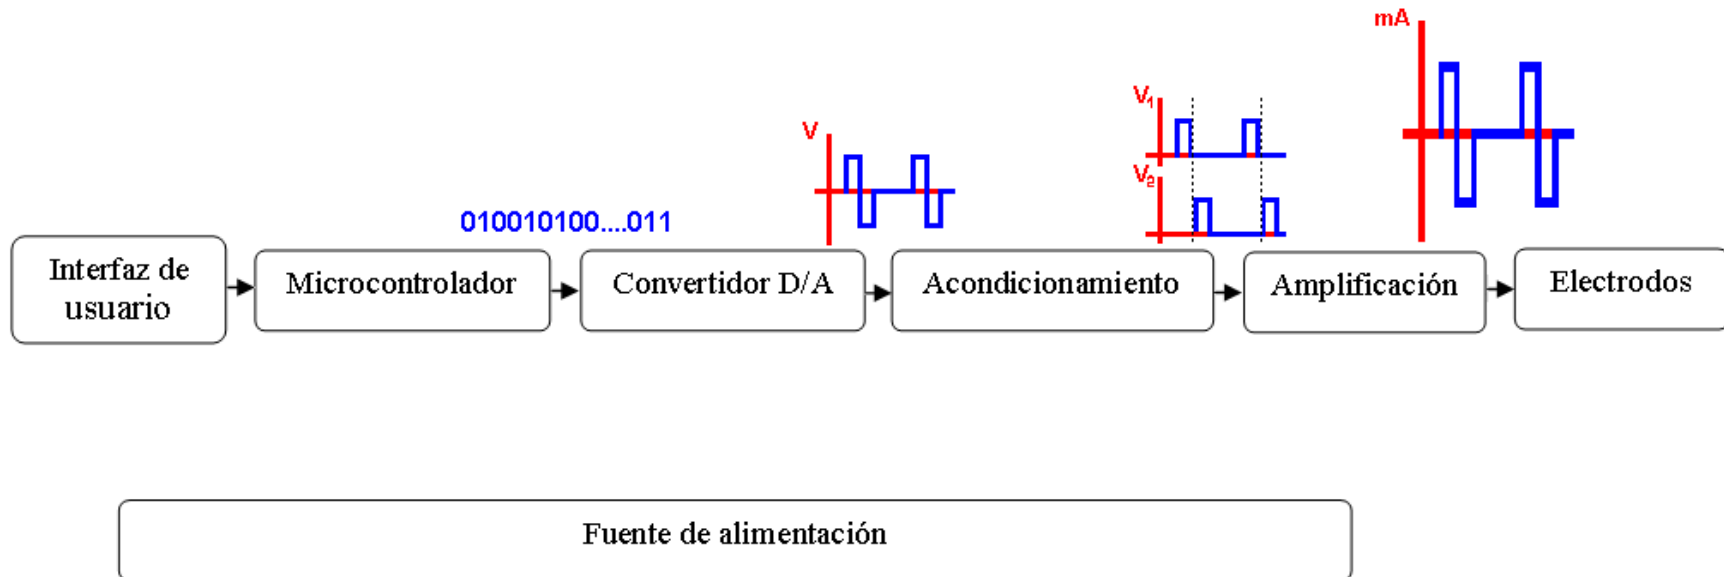 mA
V₁
V
V₂
010010100....011
Interfaz de
usuario
Microcontrolador
Convertidor D/A
Acondicionamiento
Amplificación
Electrodos
Fuente de alimentación